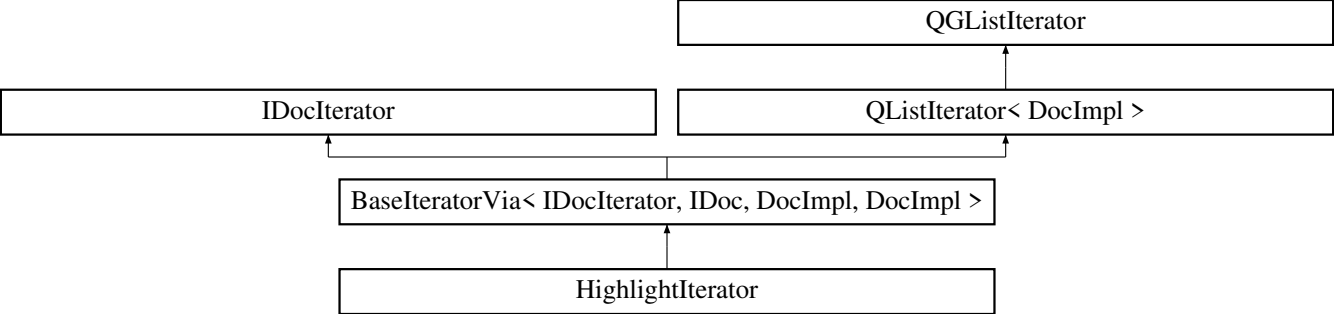 QGListIterator
IDocIterator
QListIterator< DocImpl >
BaseIteratorVia< IDocIterator, IDoc, DocImpl, DocImpl >
HighlightIterator